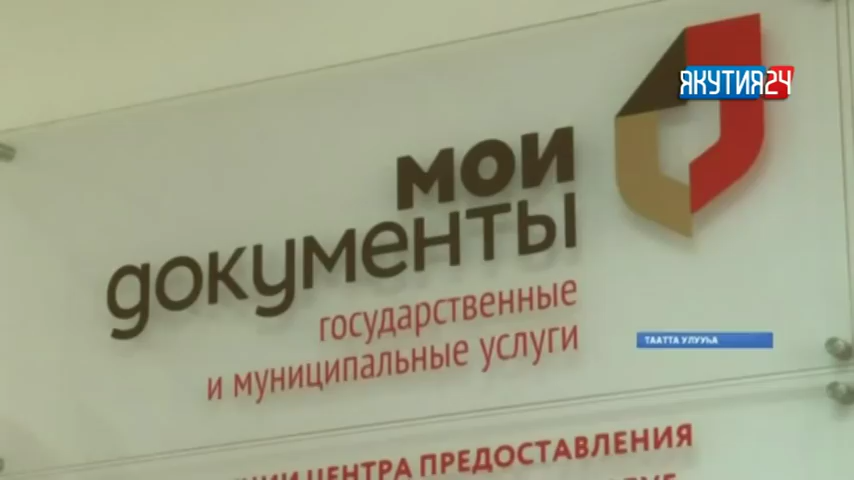 ЯКУТИЯ24
мои
документы
государственные
и муниципальные услуги
ТААТТА УЛУУҺА
ЦЕНТРА ПРЕДОСТАВЛЕНИЯ